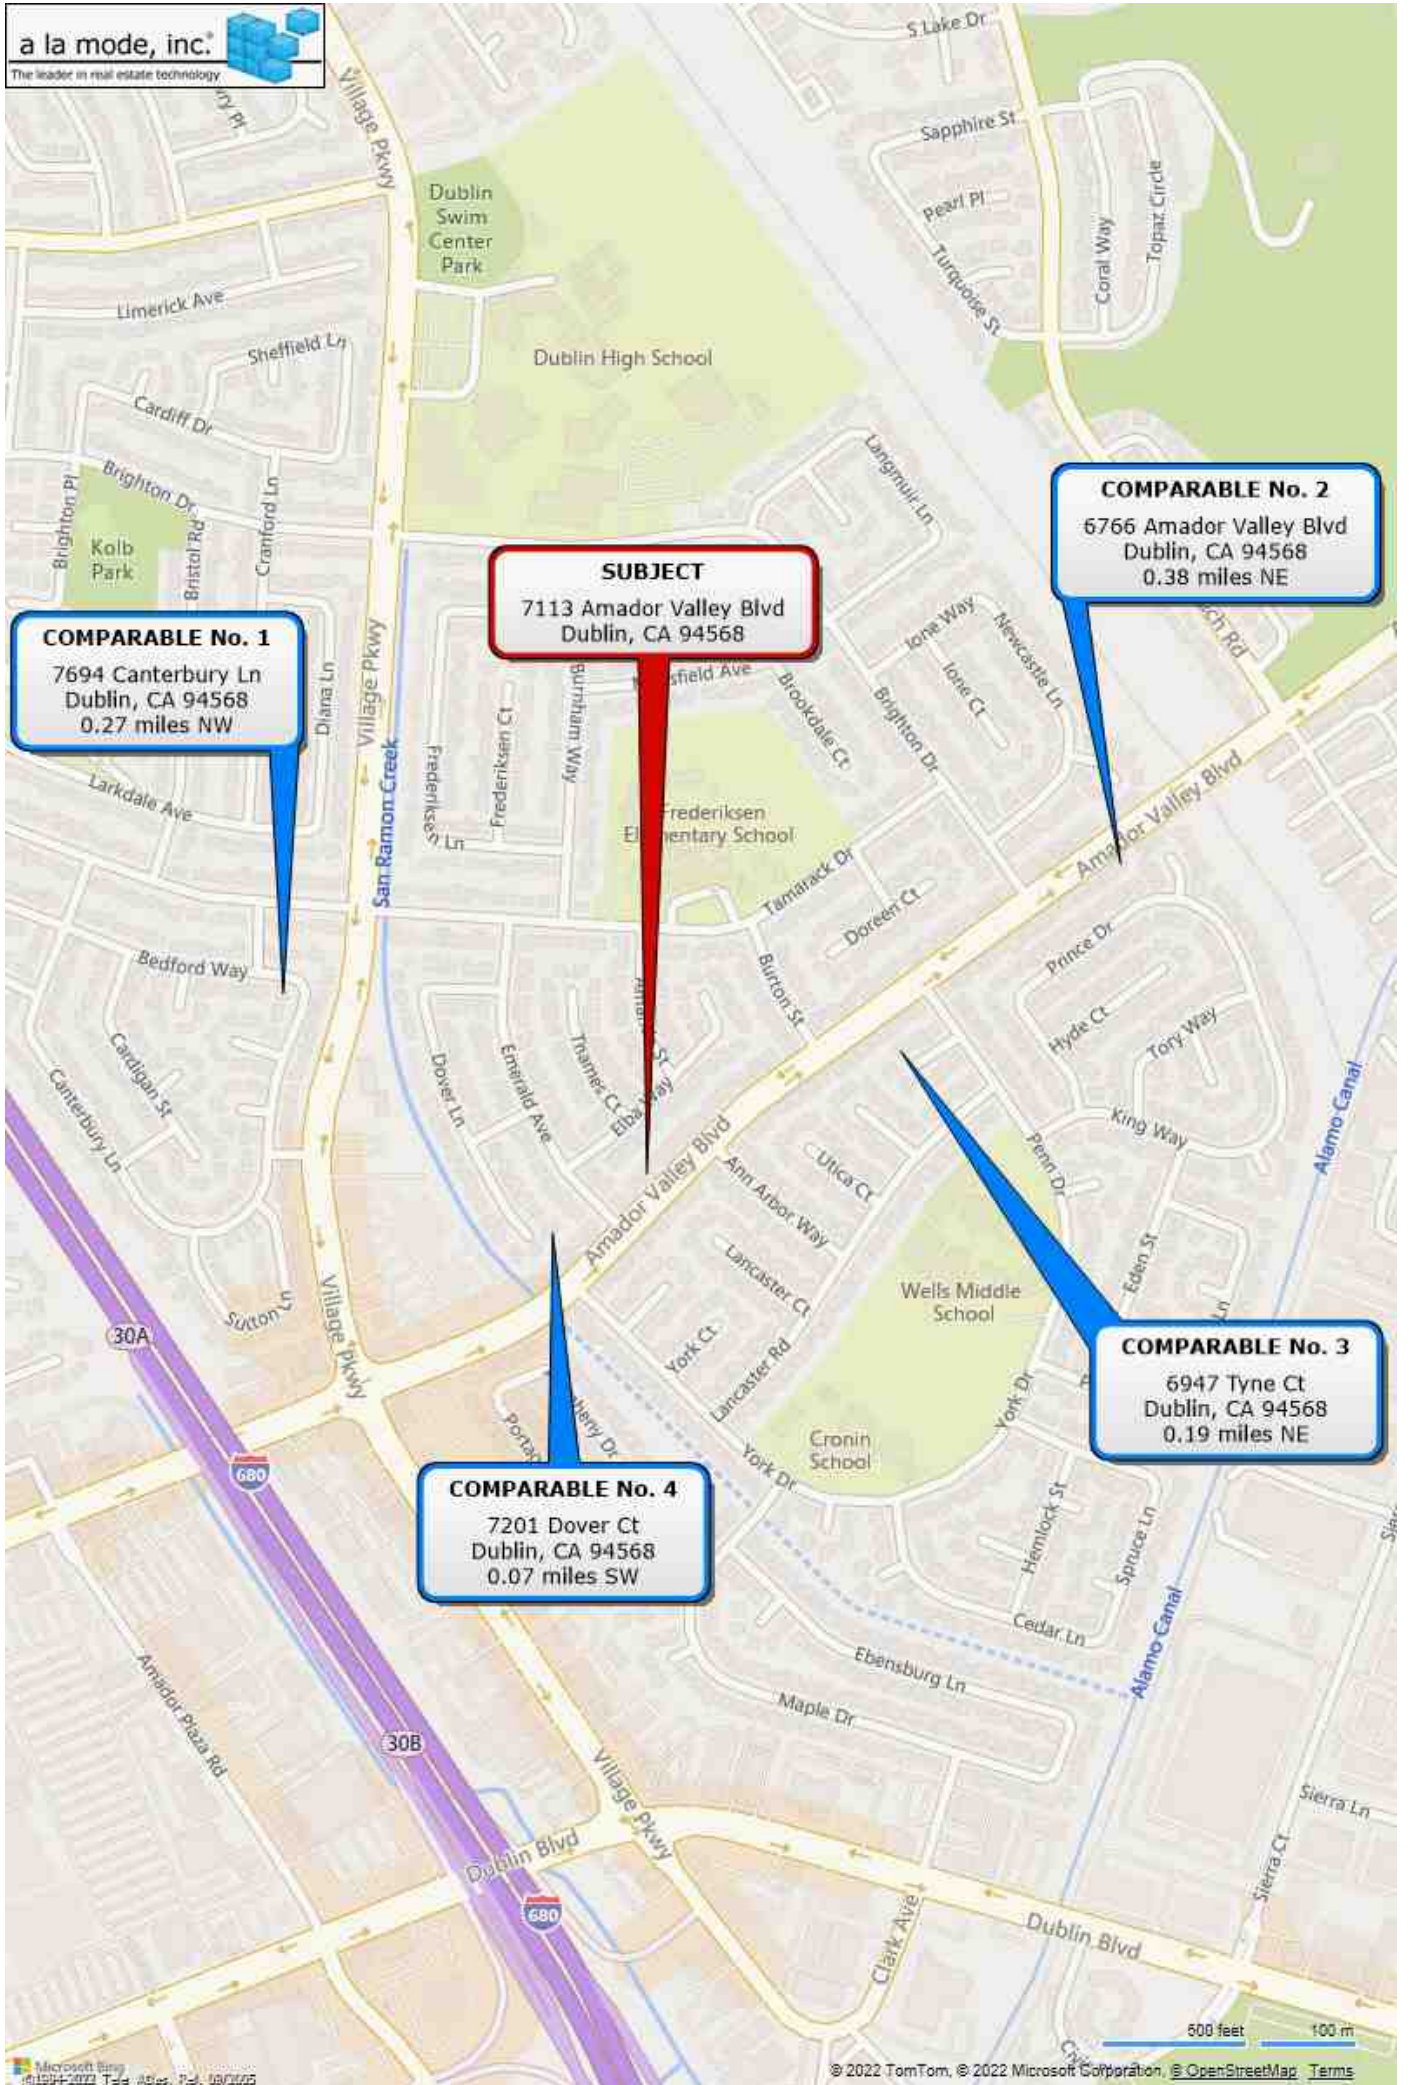 a la mode, inc.
The leader in real estate technology
S Lake Dr
Village Pkwy
Sapphire St
Dublin
Swim
Center
Park
Pearl Pl
Coral Way
Topaz Circle
Turquoise St
Limerick Ave
Sheffield Ln
Dublin High School
Cardiff Dr
Brighton Dr
Brighton Pl
Bristol Rd
Cranford Ln
Kolb
Park
Langmuir Ln
COMPARABLE No. 2
6766 Amador Valley Blvd
Dublin, CA 94568
0.38 miles NE
SUBJECT
7113 Amador Valley Blvd
Dublin, CA 94568
COMPARABLE No. 1
7694 Canterbury Ln
Dublin, CA 94568
0.27 miles NW
Diana Ln
Village Pkwy
San Ramon Creek
Frederiksen Ln
Frederiksen Ct
Burnham Way
Ave
Brookdale Ct
Brighton Dr
Ione Way
Ione Ct
Newcastle Ln
Rd
Larkdale Ave
Frederiksen
Elementary School
Amador Valley Blvd
Tamarack Dr
Doreen Ct
Burton St
Bedford Way
Prince Dr
Hyde Ct
Tory Way
Cardigan St
Canterbury Ln
Dover Ln
Emerald Ave
Thames Ct
Elba Way
King Way
Alamo Canal
Amador Valley Blvd
Utica Ct
Ann Arbor Way
Penn Dr
Lancaster Ct
Wells Middle
School
Eden St
Ln
Sutton Ln
Village Pkwy
30A
York Ct
Lancaster Rd
York Dr
COMPARABLE No. 3
6947 Tyne Ct
Dublin, CA 94568
0.19 miles NE
Cronin
School
York Dr
680
COMPARABLE No. 4
7201 Dover Ct
Dublin, CA 94568
0.07 miles SW
Hemlock St
Spruce Ln
Cedar Ln
Ebensburg Ln
Maple Dr
Alamo Canal
Amador Plaza Rd
30B
Village Pkwy
Sierra Ln
Sierra Ct
Dublin Blvd
680
Clark Ave
Dublin Blvd
500 feet 100 m
Microsoft Bing
© 2022 TomTom, © 2022 Microsoft Corporation, © OpenStreetMap Terms